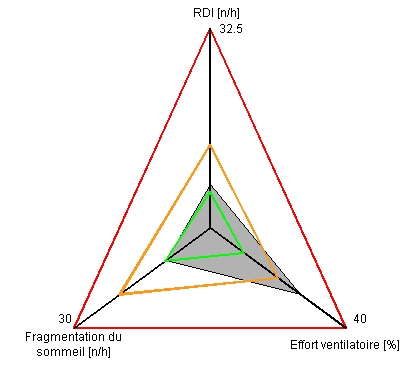 RDI [n/h]
32.5
30
40
Fragmentation du
sommeil [n/h]
Effort ventilatoire [%]